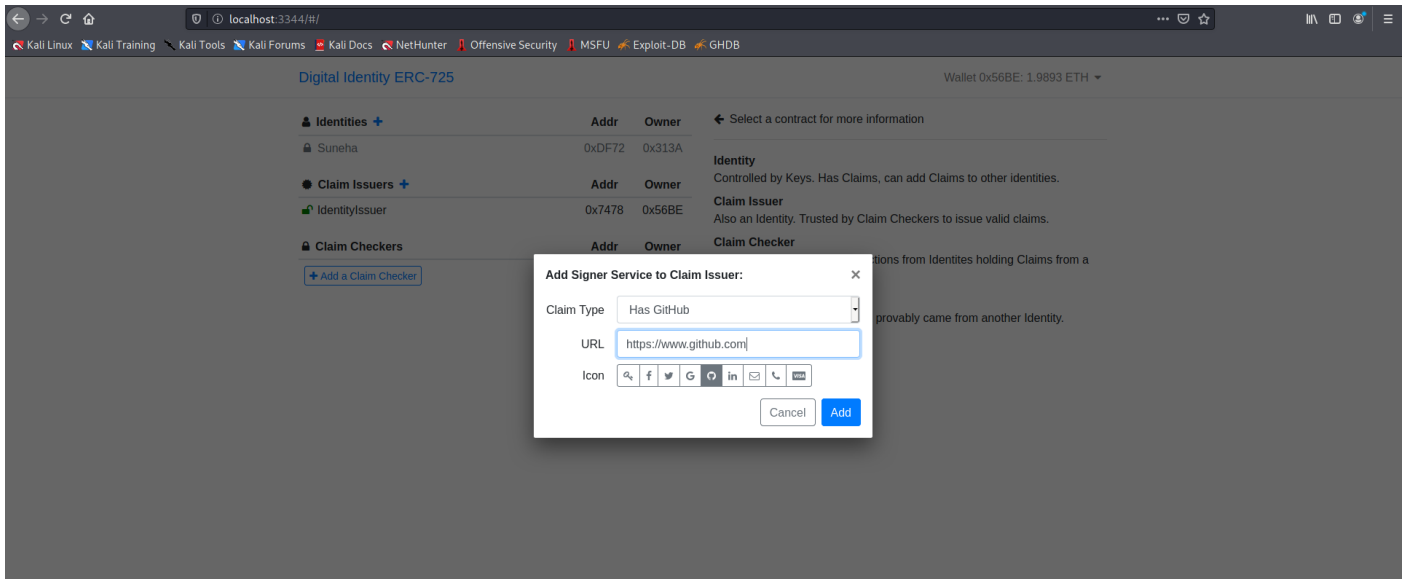 localhost:3344/#/
Kali Linux Kali Training Kali Tools Kali Forums Kali Docs NetHunter Offensive Security MSFU Exploit-DB GHDB
Digital Identity ERC-725 Wallet 0x56BE: 1.9893 ETH
Identities Addr Owner
Suneha 0xDF72 0x313A
Claim Issuers Addr Owner
IdentityIssuer 0x7478 0x56BE
Claim Checkers Addr Owner
+ Add a Claim Checker
Select a contract for more information
Identity
Controlled by Keys. Has Claims, can add Claims to other identities.
Claim Issuer
Also an Identity. Trusted by Claim Checkers to issue valid claims.
Claim Checker
tions from Identites holding Claims from a
provably came from another Identity.
Add Signer Service to Claim Issuer: ×
Claim Type Has GitHub
URL https://www.github.com
Icon f G in VISA
Cancel Add